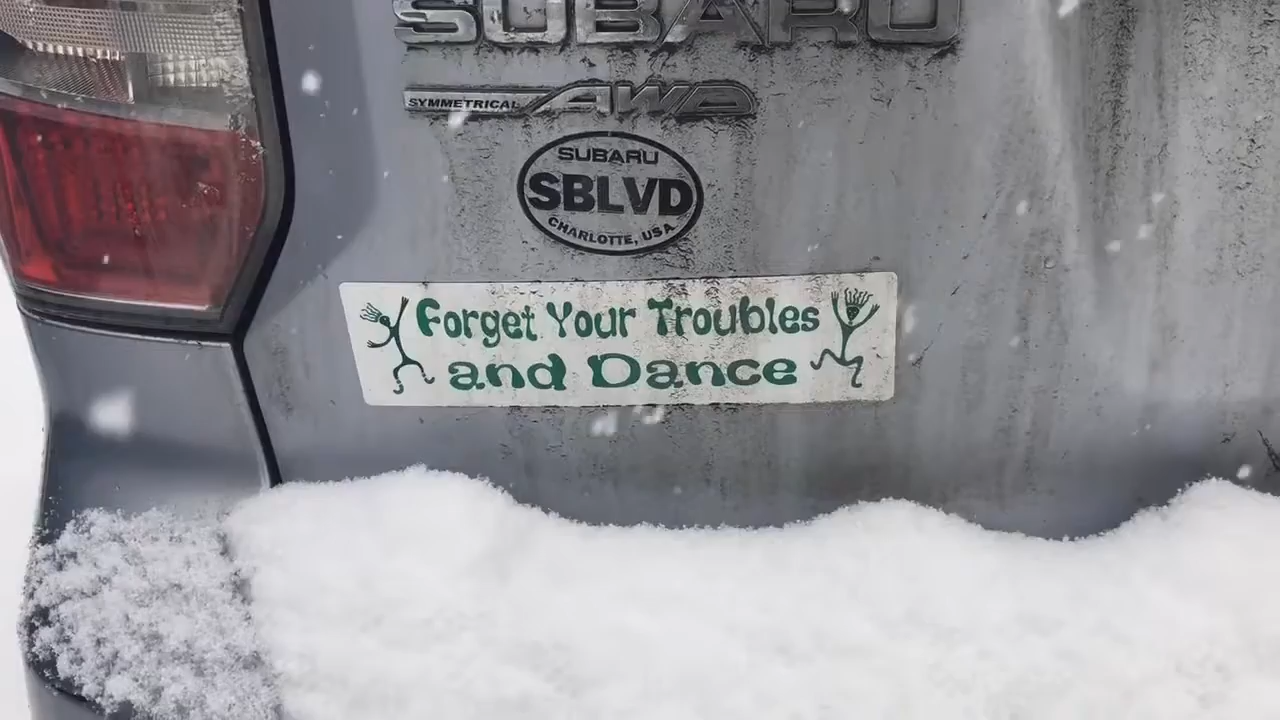 SUBARU
SYMMETRICAL AWD
SUBARU
SBLVD
CHARLOTTE, USA
Forget Your Troubles
and Dance